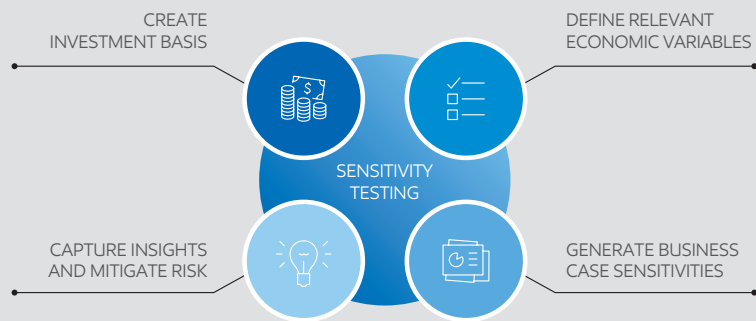 CREATE
INVESTMENT BASIS
DEFINE RELEVANT
ECONOMIC VARIABLES
$
SENSITIVITY
TESTING
CAPTURE INSIGHTS
AND MITIGATE RISK
GENERATE BUSINESS
CASE SENSITIVITIES